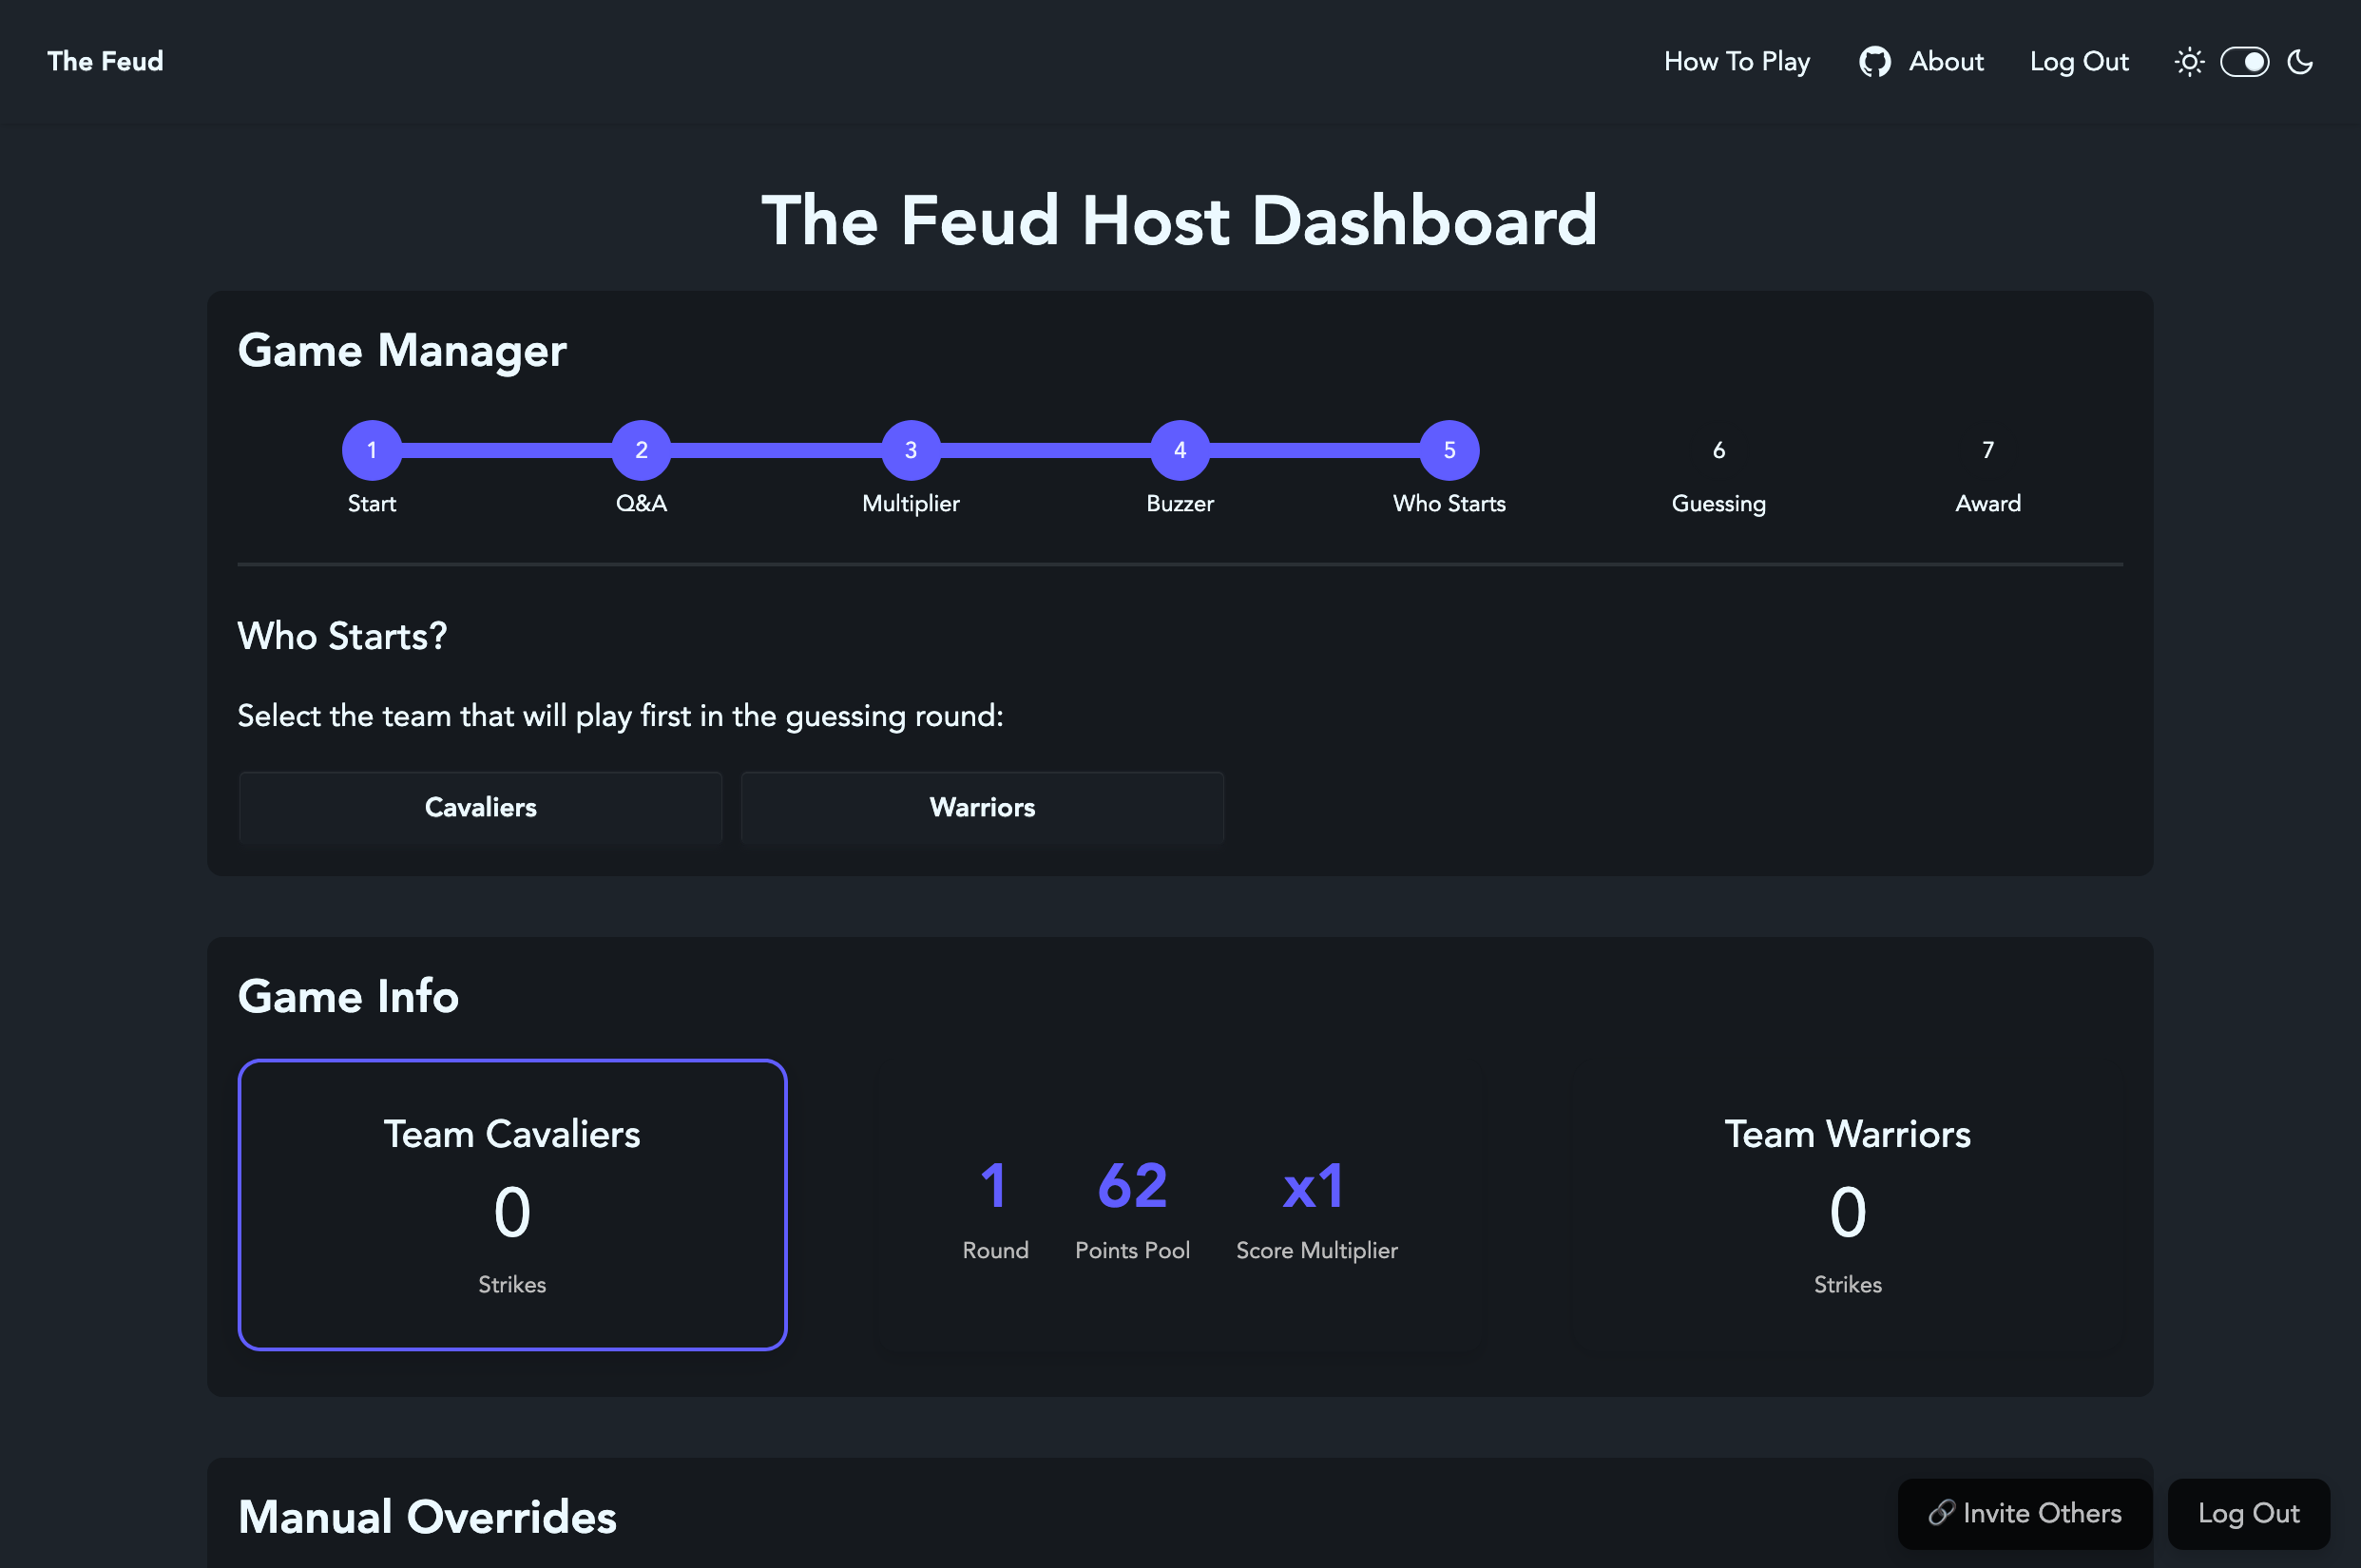 The Feud
How To Play About Log Out
The Feud Host Dashboard
Game Manager
1 2 3 4 5 6 7
Start Q&A Multiplier Buzzer Who Starts Guessing Award
Who Starts?
Select the team that will play first in the guessing round:
Cavaliers Warriors
Game Info
Team Cavaliers
0
Strikes
1 62 x1
Round Points Pool Score Multiplier
Team Warriors
0
Strikes
Manual Overrides
Invite Others Log Out